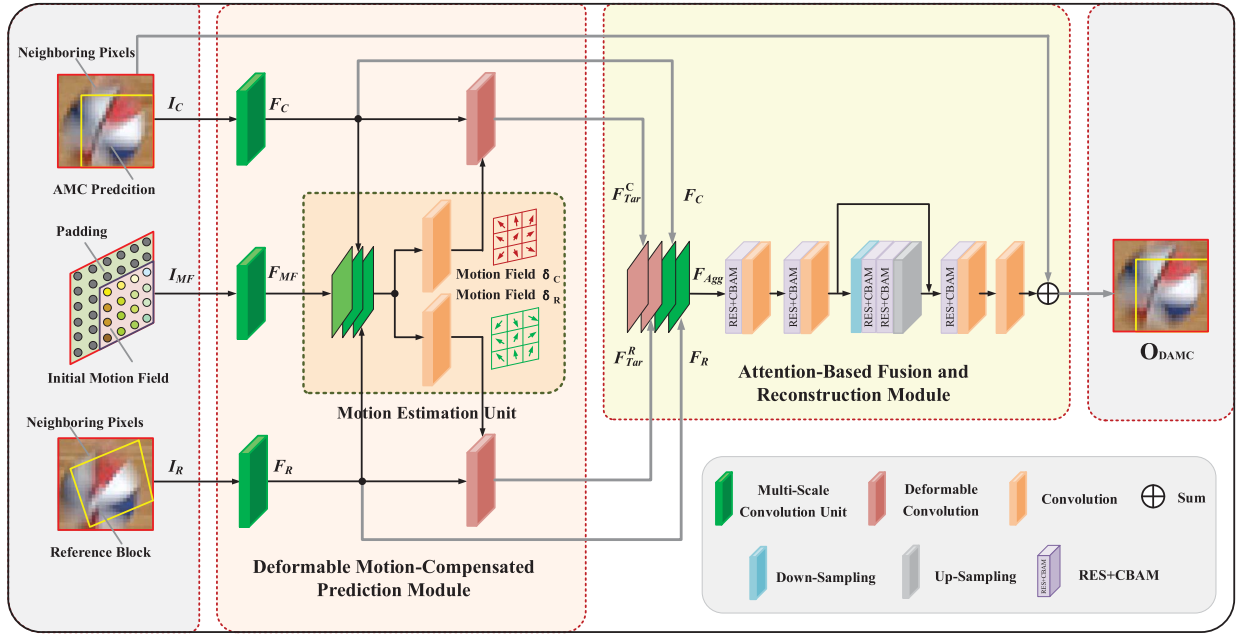 Neighboring Pixels
I_C
F_C
AMC Predcition
Padding
I_MF
F_MF
Initial Motion Field
Neighboring Pixels
I_R
F_R
Reference Block
Motion Field δ_C
Motion Field δ_R
Motion Estimation Unit
Deformable Motion-Compensated
Prediction Module
F_Tar^C
F_C
F_Agg
F_Tar^R
F_R
RES+CBAM
RES+CBAM
RES+CBAM
RES+CBAM
RES+CBAM
Attention-Based Fusion and
Reconstruction Module
O_DAMC
Multi-Scale
Convolution Unit
Deformable
Convolution
Convolution
Sum
Down-Sampling
Up-Sampling
RES+CBAM
RES+CBAM